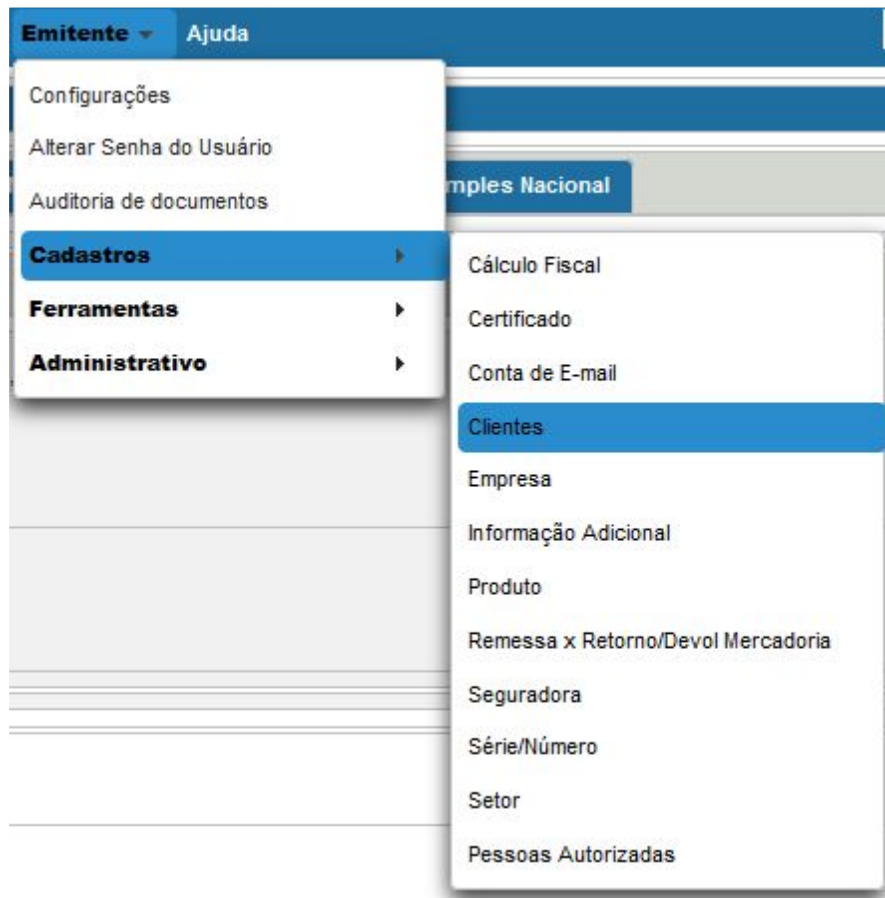 Emitente Ajuda
Configurações
Alterar Senha do Usuário
Auditoria de documentos
mples Nacional
Cadastros
Ferramentas
Administrativo
Cálculo Fiscal
Certificado
Conta de E-mail
Clientes
Empresa
Informação Adicional
Produto
Remessa x Retorno/Devol Mercadoria
Seguradora
Série/Número
Setor
Pessoas Autorizadas